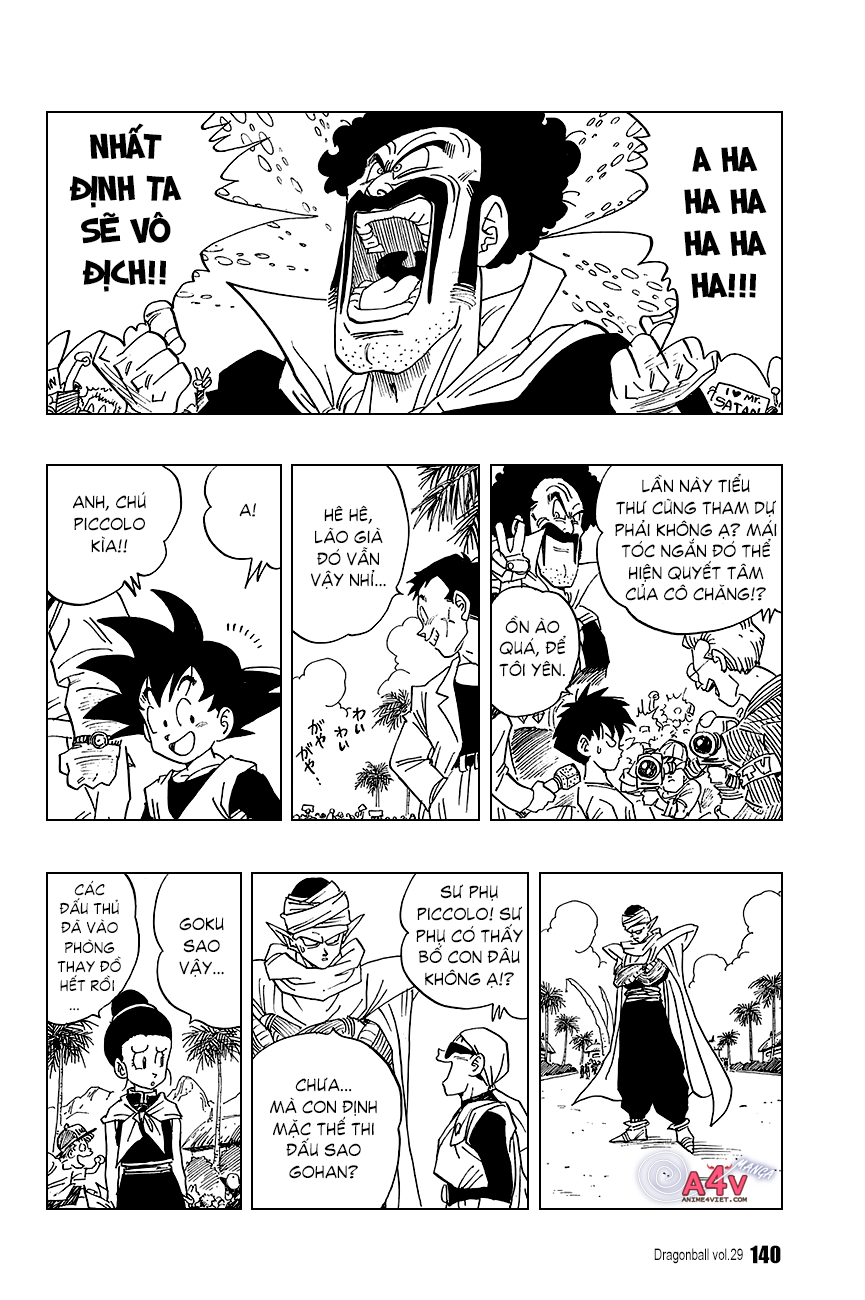 A HA
HA HA
HA HA
HA!!!
NHẤT
ĐỊNH TA
SẼ VÔ
ĐỊCH!!
I ♥ Mr.
SATAN
LẦN NÀY TIỂU
THƯ CŨNG THAM DỰ
PHẢI KHÔNG Ạ? MÁI
TÓC NGẮN ĐÓ THỂ
HIỆN QUYẾT TÂM
CỦA CÔ CHĂNG!?
ỒN ÀO
QUÁ, ĐỂ
TÔI YÊN.
TV
HÊ HÊ,
LÃO GIÀ
ĐÓ VẪN
VẬY NHỈ...
わいわい
がやがや…
A!
ANH, CHÚ
PICCOLO
KÌA!!
SƯ PHỤ
PICCOLO! SƯ
PHỤ CÓ THẤY
BỐ CON ĐÂU
KHÔNG Ạ!?
CHƯA...
MÀ CON ĐỊNH
MẶC THẾ THI
ĐẤU SAO
GOHAN?
GOKU
SAO
VẬY...
CÁC
ĐẤU THỦ
ĐÃ VÀO
PHÒNG
THAY ĐỒ
HẾT RỒI
...
MANGA
A4V
ANIME4VIET.COM
Dragonball vol.29 140